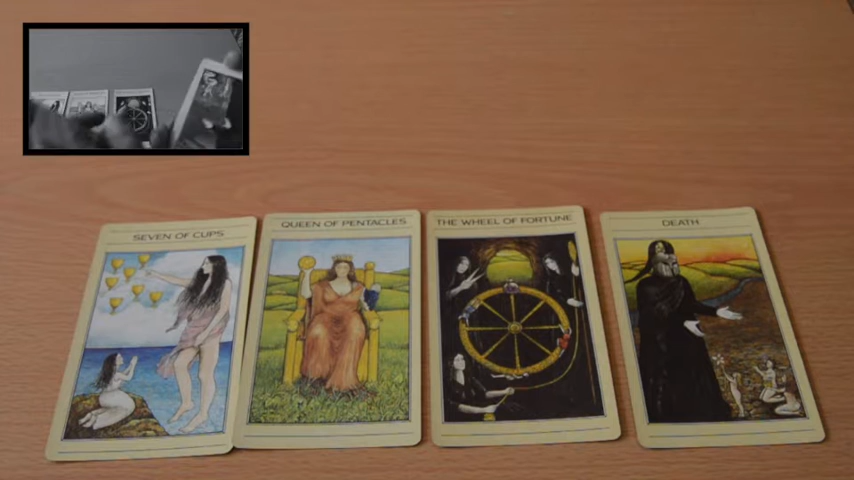 SEVEN OF CUPS
QUEEN OF PENTACLES
THE WHEEL OF FORTUNE
DEATH